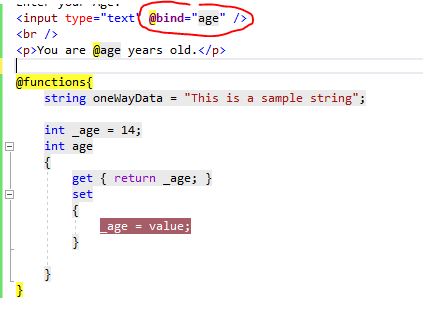 Enter your Age:
<input type="text" @bind="age" />
<br />
<p>You are @age years old.</p>
@functions{
string oneWayData = "This is a sample string";
int _age = 14;
int age
{
get { return _age; }
set
{
_age = value;
}
}
}